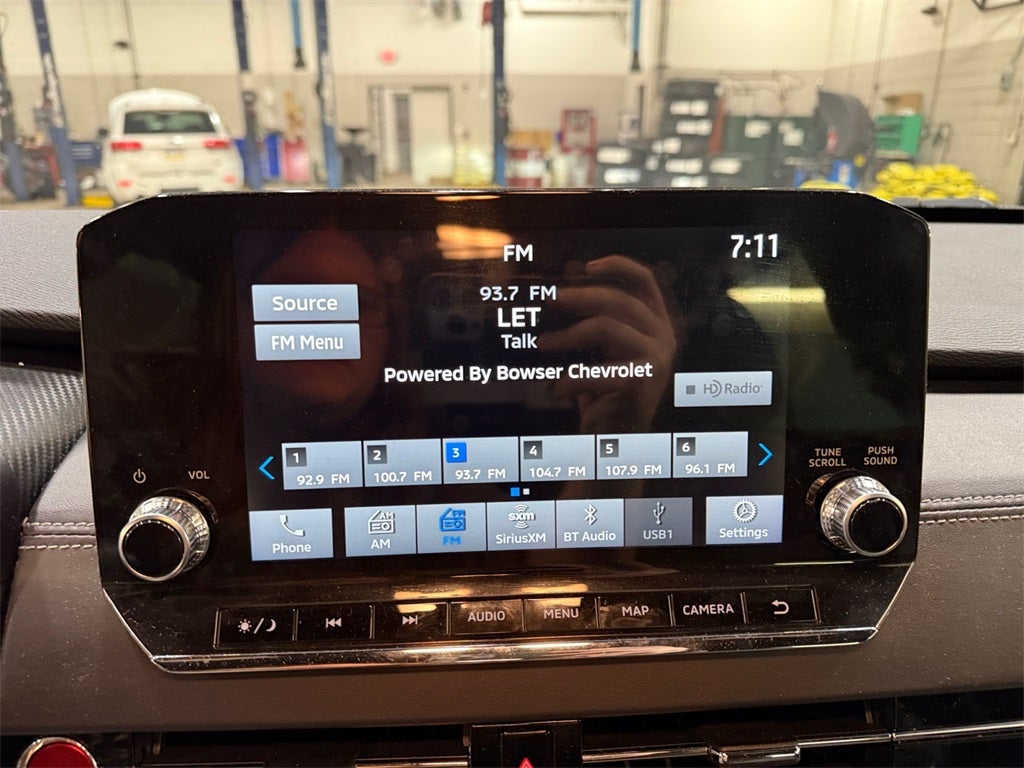 FM
7:11
Source
FM Menu
93.7 FM
LET
Talk
Powered By Bowser Chevrolet
HD Radio
VOL
TUNE
SCROLL
PUSH
SOUND
1
92.9 FM
2
100.7 FM
3
93.7 FM
4
104.7 FM
5
107.9 FM
6
96.1 FM
Phone
AM
AM
FM
FM
sxm
SiriusXM
BT Audio
USB1
Settings
AUDIO
MENU
MAP
CAMERA